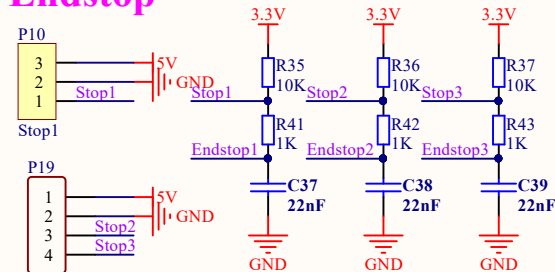 Endstop
P10
3
2
1
Stop1
5V
GND
Stop1
P19
1
2
3
4
Stop2
Stop3
5V
GND
3.3V
R35
10K
Stop1
R41
1K
Endstop1
C37
22nF
GND
3.3V
R36
10K
Stop2
R42
1K
Endstop2
C38
22nF
GND
3.3V
R37
10K
Stop3
R43
1K
Endstop3
C39
22nF
GND